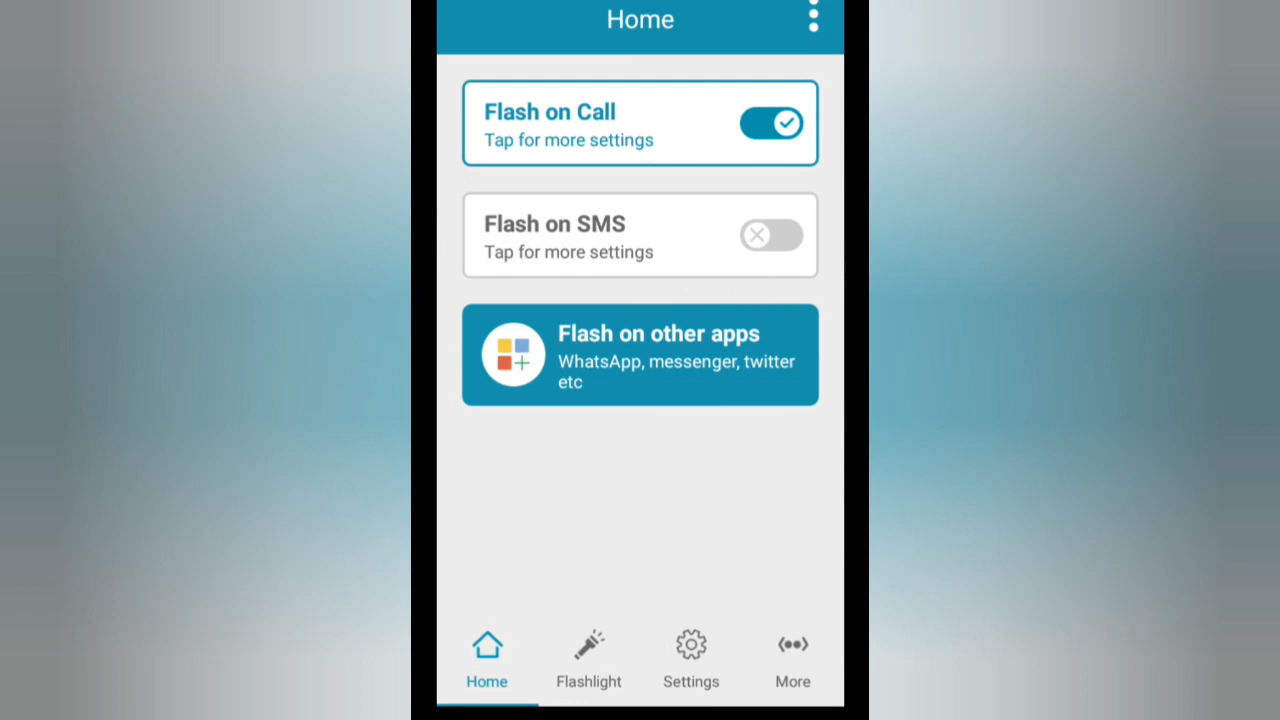 Home
Flash on Call
Tap for more settings
Flash on SMS
Tap for more settings
Flash on other apps
WhatsApp, messenger, twitter
etc
Home
Flashlight
Settings
More